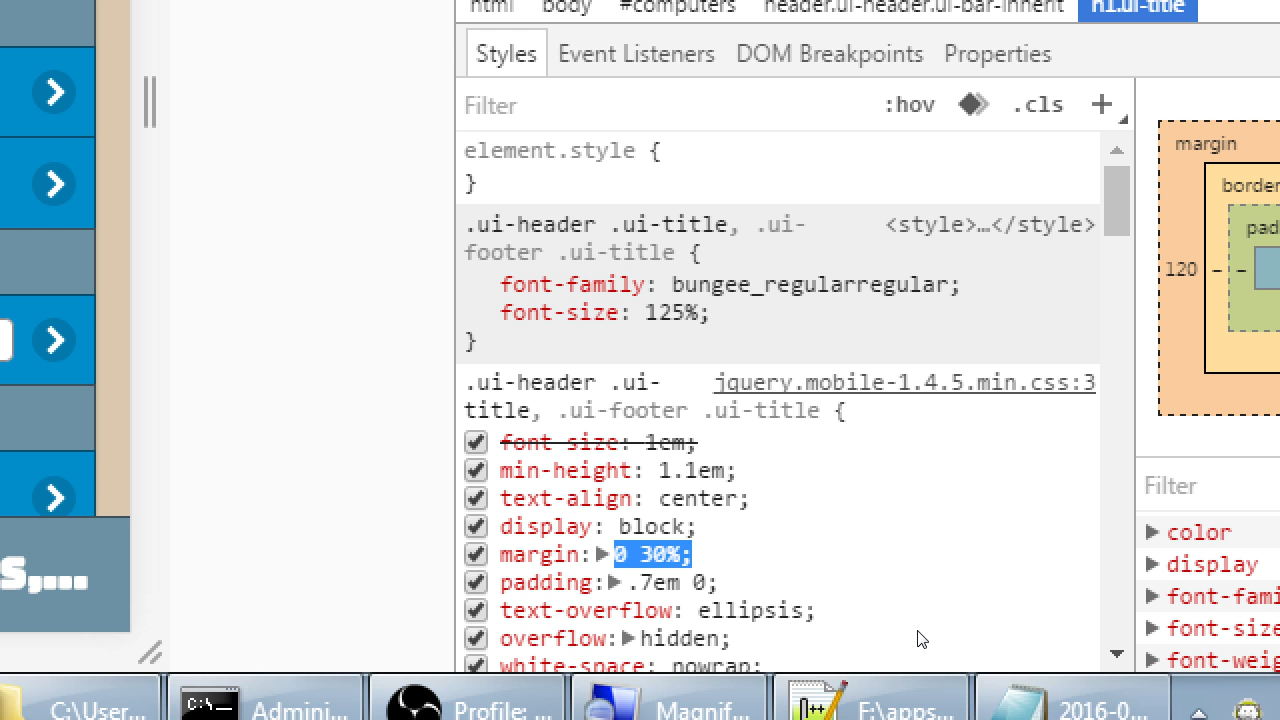 html body #computers header.ui-header.ui-bar-inherit h1.ui-title
Styles Event Listeners DOM Breakpoints Properties
Filter :hov .cls +
element.style {
}
.ui-header .ui-title, .ui- <style>…</style>
footer .ui-title {
font-family: bungee_regularregular;
font-size: 125%;
}
.ui-header .ui- jquery.mobile-1.4.5.min.css:3
title, .ui-footer .ui-title {
font-size: 1em;
min-height: 1.1em;
text-align: center;
display: block;
margin: 0 30%;
padding: .7em 0;
text-overflow: ellipsis;
overflow: hidden;
white-space: nowrap;
margin
border
pad
120 – –
Filter
color
display
font-fami
font-size
font-weig
s,...
C:\User... Admini... Profile: ... Magnif... F:\apps... 2016-0...